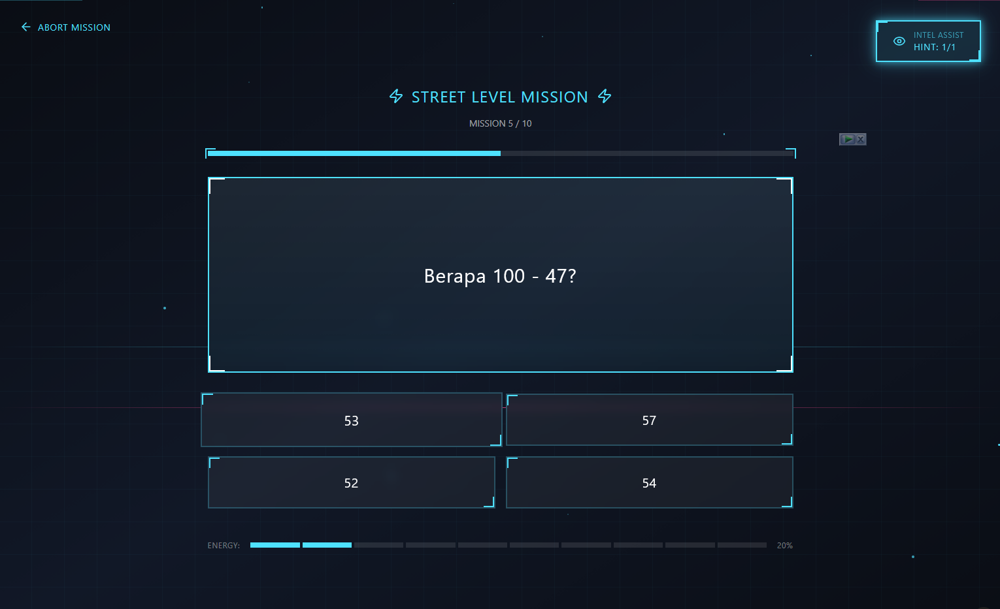 ABORT MISSION
INTEL ASSIST
HINT: 1/1
STREET LEVEL MISSION
MISSION 5 / 10
X
Berapa 100 - 47?
53
57
52
54
ENERGY:
20%